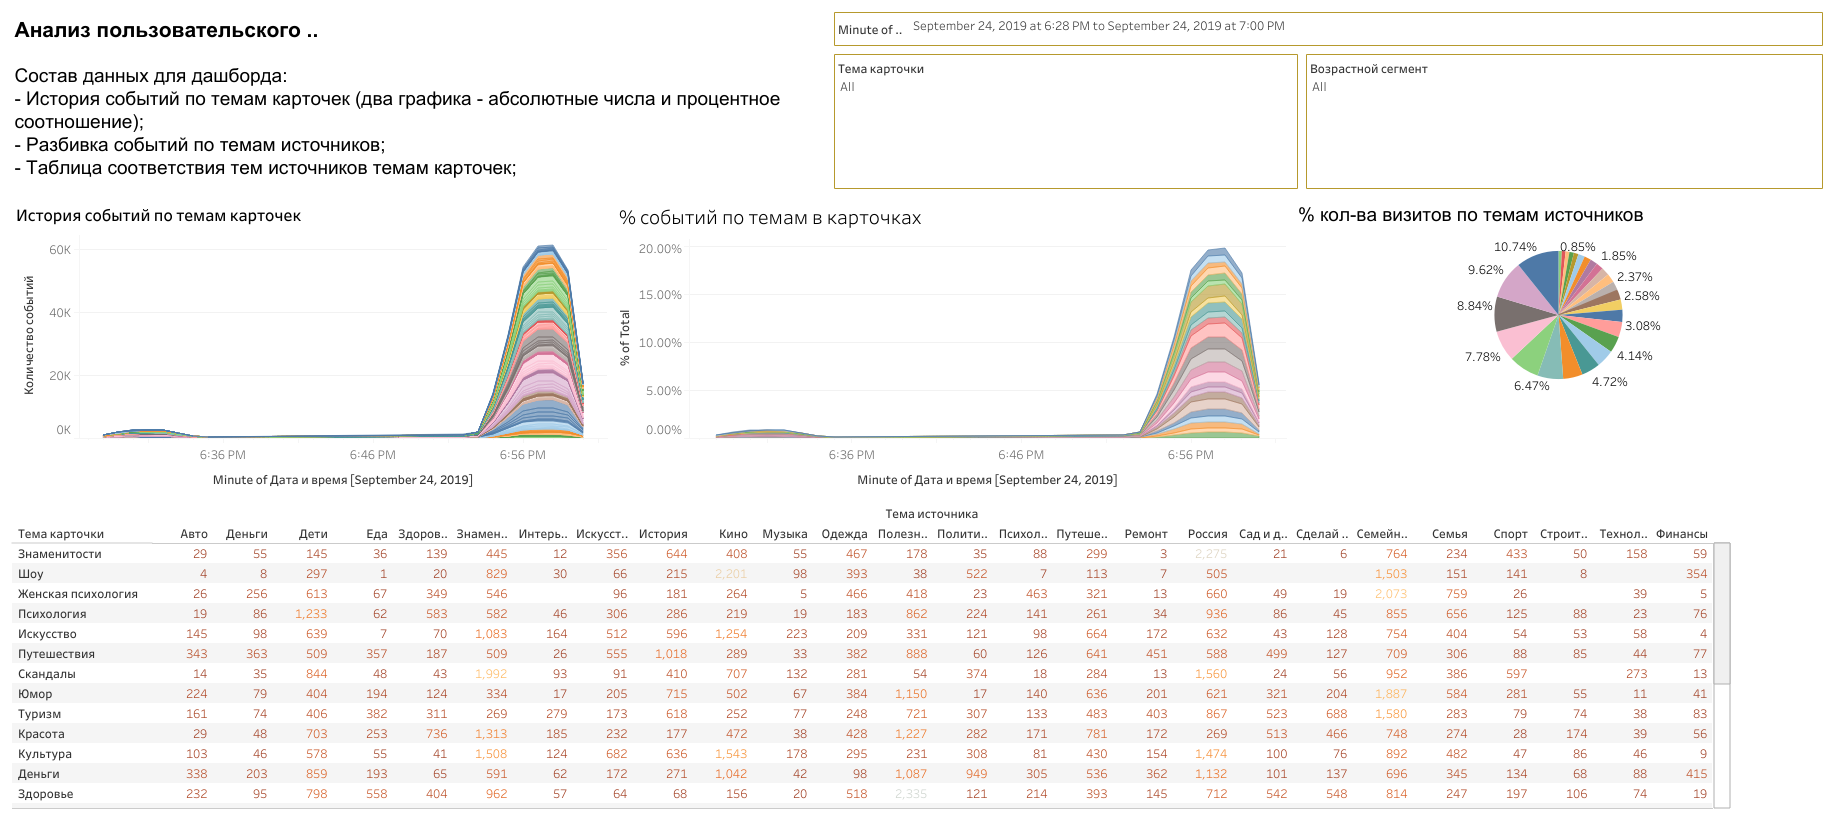 Анализ пользовательского ..
Состав данных для дашборда:
- История событий по темам карточек (два графика - абсолютные числа и процентное
соотношение);
- Разбивка событий по темам источников;
- Таблица соответствия тем источников темам карточек;
Minute of ..
September 24, 2019 at 6:28 PM to September 24, 2019 at 7:00 PM
Тема карточки
All
Возрастной сегмент
All
История событий по темам карточек
Количество событий
60K
40K
20K
0K
6:36 PM 6:46 PM 6:56 PM
Minute of Дата и время [September 24, 2019]
% событий по темам в карточках
% of Total
20.00%
15.00%
10.00%
5.00%
0.00%
6:36 PM 6:46 PM 6:56 PM
Minute of Дата и время [September 24, 2019]
% кол-ва визитов по темам источников
10.74% 0.85%
1.85%
9.62%
2.37%
2.58%
8.84%
3.08%
7.78%
4.14%
6.47% 4.72%
Тема источника
Тема карточки Авто Деньги Дети Еда Здоров.. Знамен.. Интерь.. Искусст.. История Кино Музыка Одежда Полезн.. Полити.. Психол.. Путеше.. Ремонт Россия Сад и д.. Сделай .. Семейн.. Семья Спорт Строит.. Технол.. Финансы
Знаменитости 29 55 145 36 139 445 12 356 644 408 55 467 178 35 88 299 3 2,275 21 6 764 234 433 50 158 59
Шоу 4 8 297 1 20 829 30 66 215 2,201 98 393 38 522 7 113 7 505 1,503 151 141 8 354
Женская психология 26 256 613 67 349 546 96 181 264 5 466 418 23 463 321 13 660 49 19 2,073 759 26 39 5
Психология 19 86 1,233 62 583 582 46 306 286 219 19 183 862 224 141 261 34 936 86 45 855 656 125 88 23 76
Искусство 145 98 639 7 70 1,083 164 512 596 1,254 223 209 331 121 98 664 172 632 43 128 754 404 54 53 58 4
Путешествия 343 363 509 357 187 509 26 555 1,018 289 33 382 888 60 126 641 451 588 499 127 709 306 88 85 44 77
Скандалы 14 35 844 48 43 1,992 93 91 410 707 132 281 54 374 18 284 13 1,560 24 56 952 386 597 273 13
Юмор 224 79 404 194 124 334 17 205 715 502 67 384 1,150 17 140 636 201 621 321 204 1,887 584 281 55 11 41
Туризм 161 74 406 382 311 269 279 173 618 252 77 248 721 307 133 483 403 867 523 688 1,580 283 79 74 38 83
Красота 29 48 703 253 736 1,313 185 232 177 472 38 428 1,227 282 171 781 172 269 513 466 748 274 28 174 39 56
Культура 103 46 578 55 41 1,508 124 682 636 1,543 178 295 231 308 81 430 154 1,474 100 76 892 482 47 86 46 9
Деньги 338 203 859 193 65 591 62 172 271 1,042 42 98 1,087 949 305 536 362 1,132 101 137 696 345 134 68 88 415
Здоровье 232 95 798 558 404 962 57 64 68 156 20 518 2,335 121 214 393 145 712 542 548 814 247 197 106 74 19